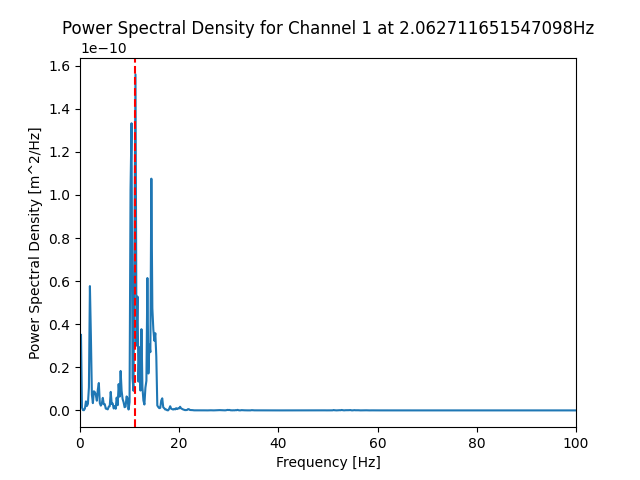 Power Spectral Density for Channel 1 at 2.062711651547098Hz
1e−10
1.6
1.4
1.2
1.0
0.8
0.6
0.4
0.2
0.0
Power Spectral Density [m^2/Hz]
0 20 40 60 80 100
Frequency [Hz]